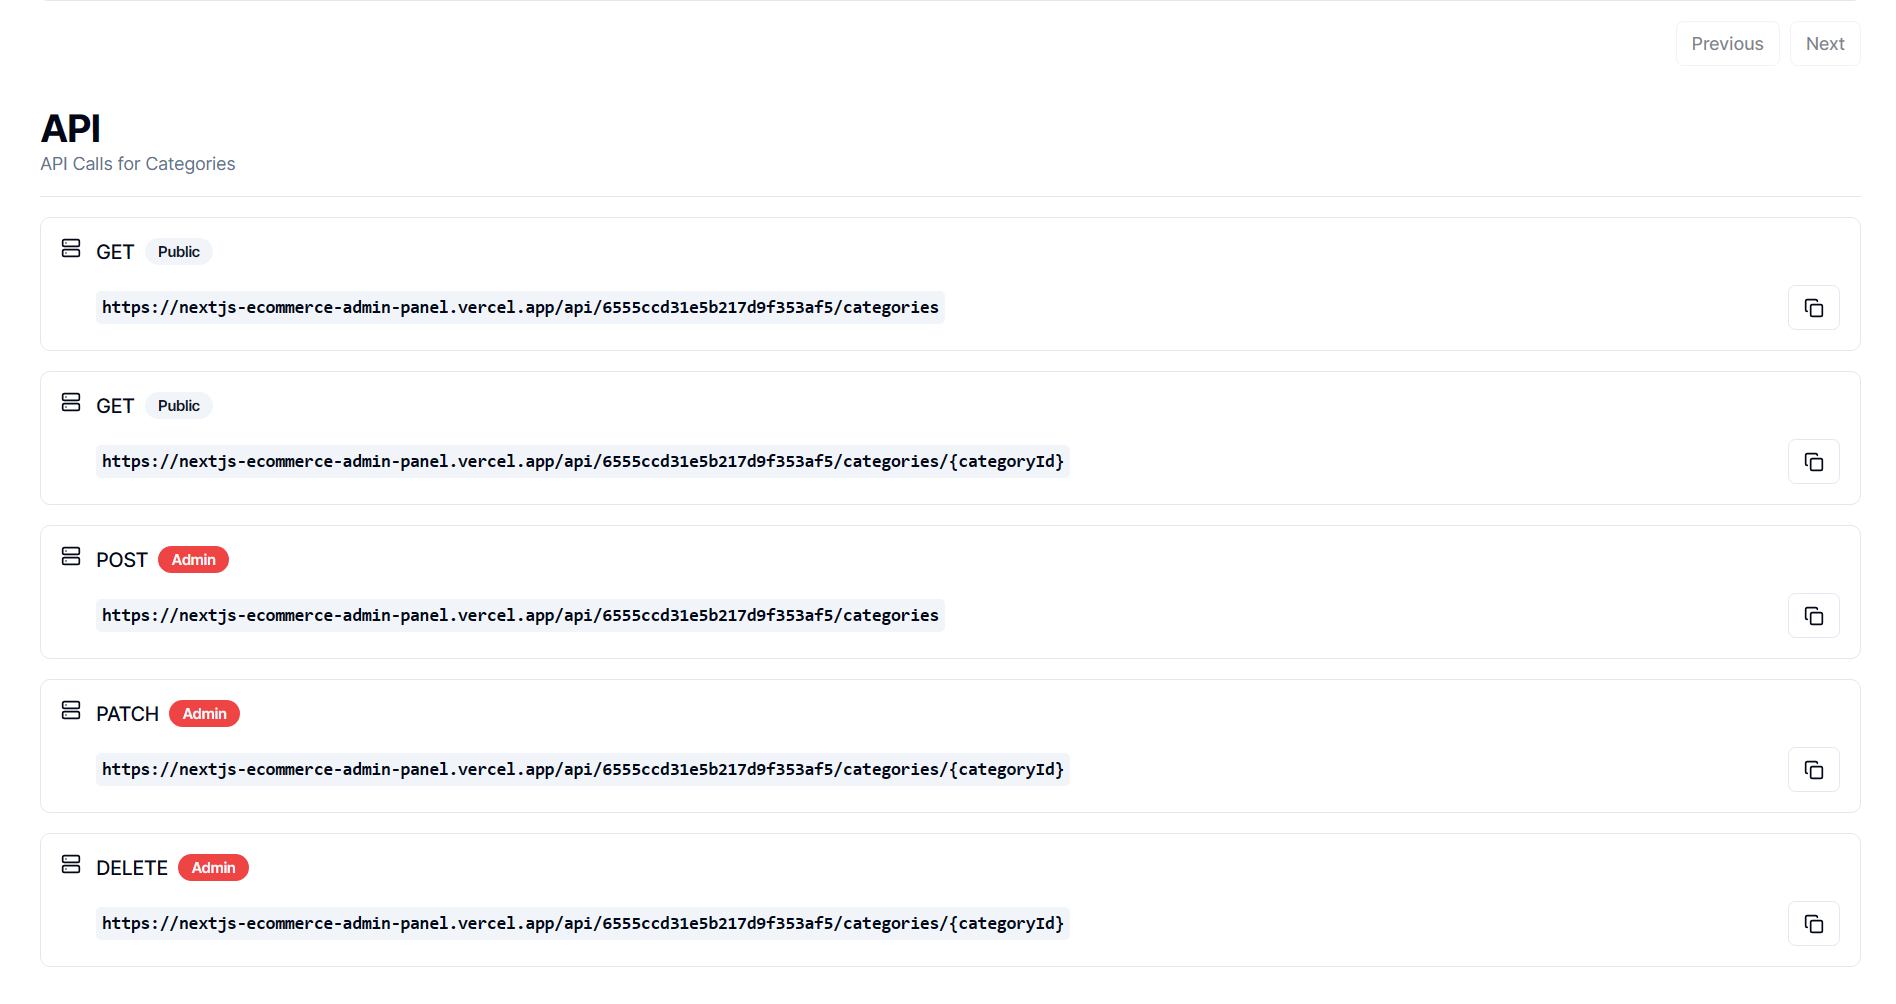 Previous Next
API
API Calls for Categories
GET Public
https://nextjs-ecommerce-admin-panel.vercel.app/api/6555ccd31e5b217d9f353af5/categories
GET Public
https://nextjs-ecommerce-admin-panel.vercel.app/api/6555ccd31e5b217d9f353af5/categories/{categoryId}
POST Admin
https://nextjs-ecommerce-admin-panel.vercel.app/api/6555ccd31e5b217d9f353af5/categories
PATCH Admin
https://nextjs-ecommerce-admin-panel.vercel.app/api/6555ccd31e5b217d9f353af5/categories/{categoryId}
DELETE Admin
https://nextjs-ecommerce-admin-panel.vercel.app/api/6555ccd31e5b217d9f353af5/categories/{categoryId}